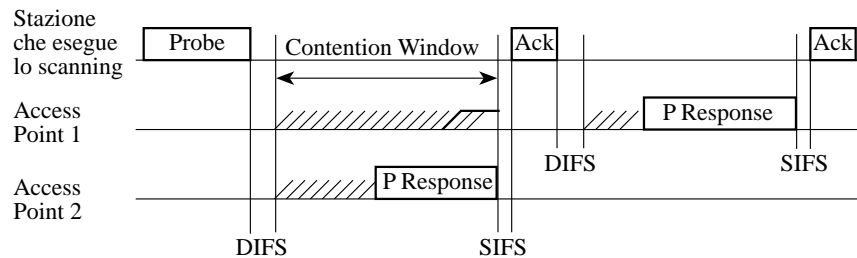 Stazione
che esegue
lo scanning
Probe
Contention Window
Ack
Ack
Access
Point 1
P Response
DIFS
SIFS
Access
Point 2
P Response
DIFS
SIFS